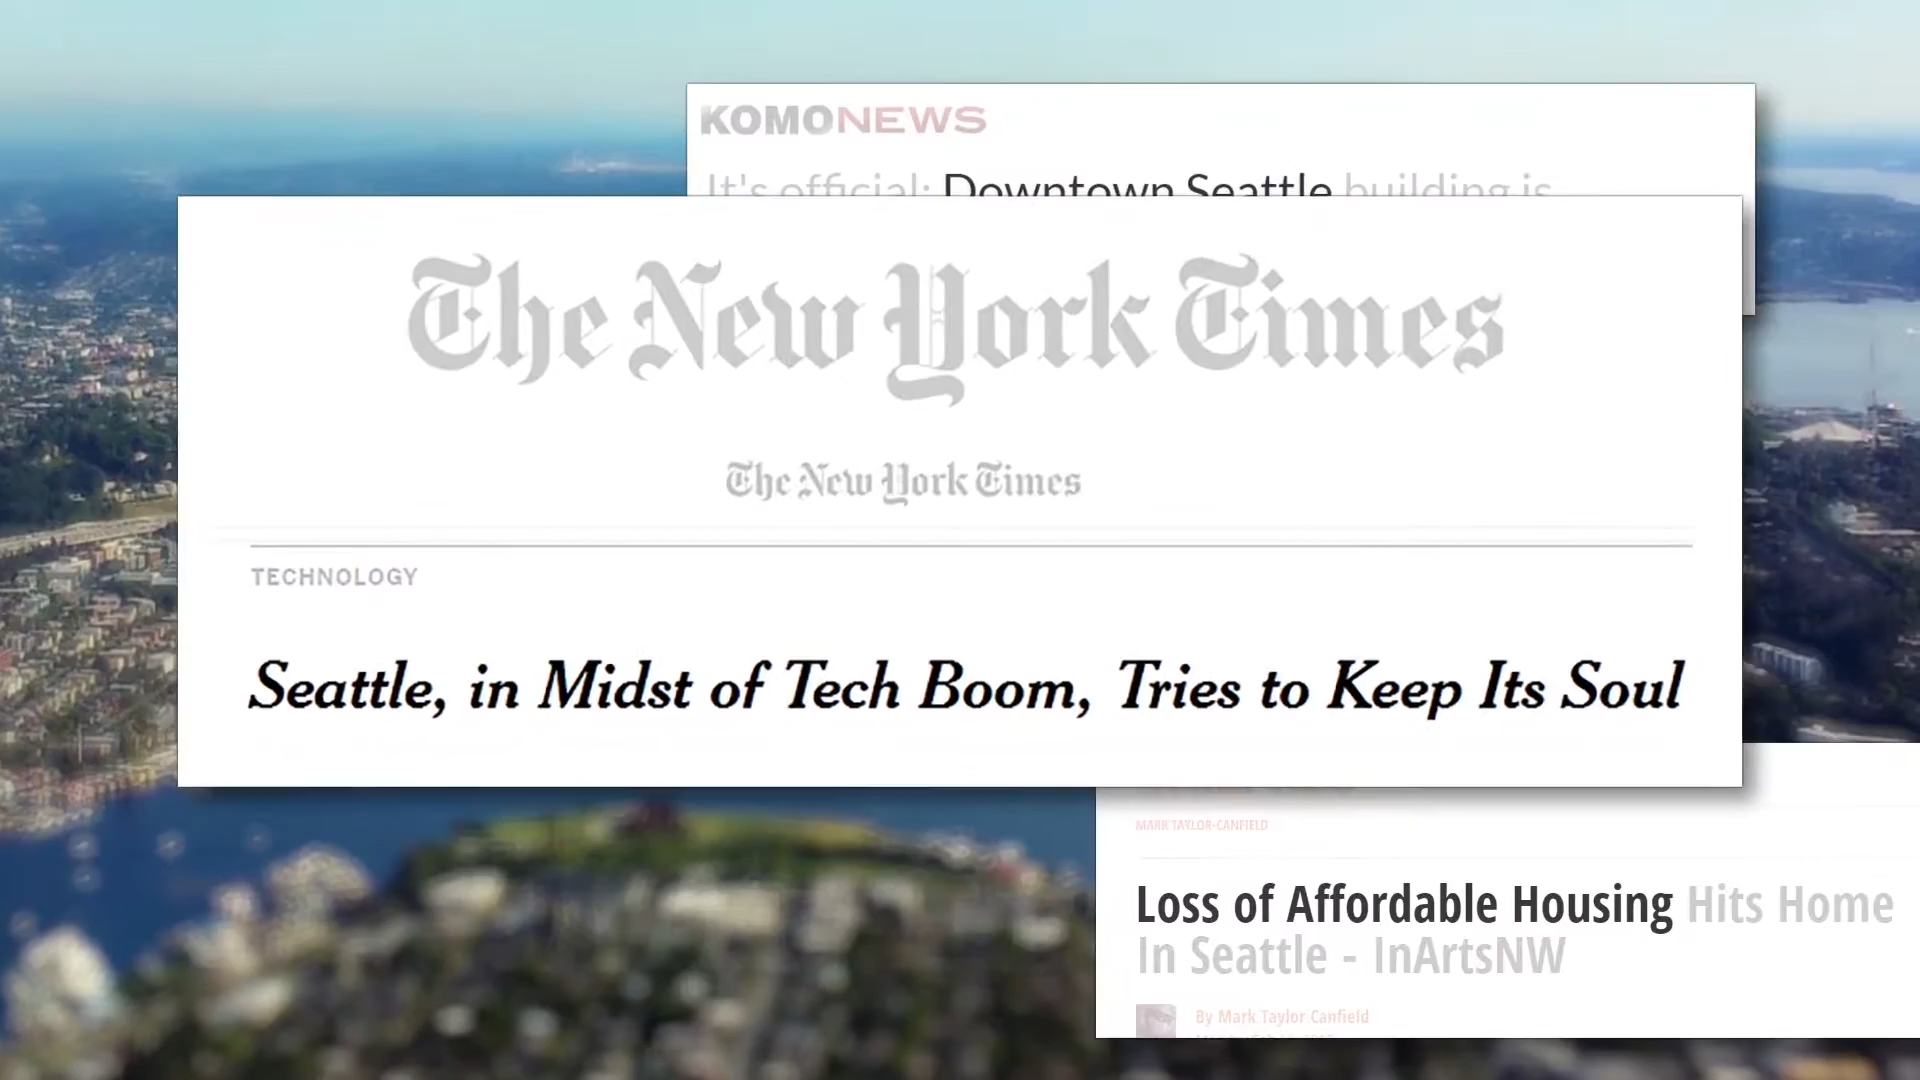 KOMONEWS
It's official: Downtown Seattle building is
The New York Times
The New York Times
TECHNOLOGY
Seattle, in Midst of Tech Boom, Tries to Keep Its Soul
MARK TAYLOR-CANFIELD
Loss of Affordable Housing Hits Home
In Seattle - InArtsNW
By Mark Taylor Canfield